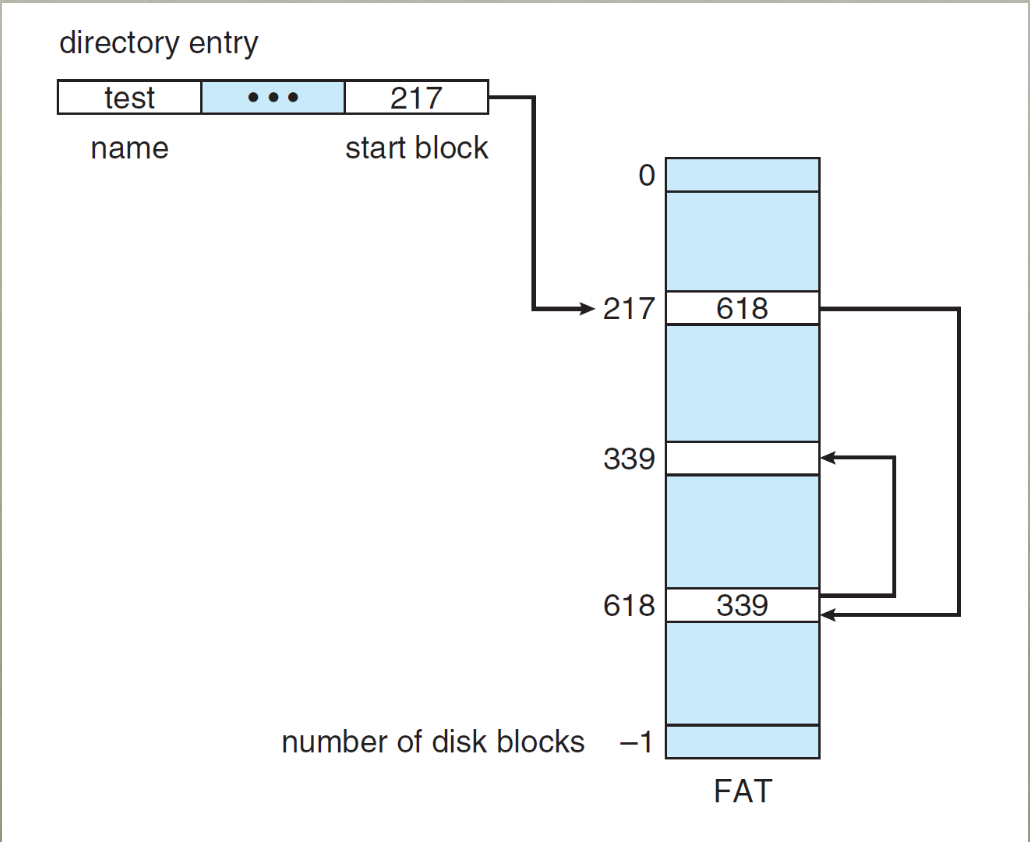 directory entry
test ••• 217
name start block
0
217 618
339
618 339
number of disk blocks –1
FAT